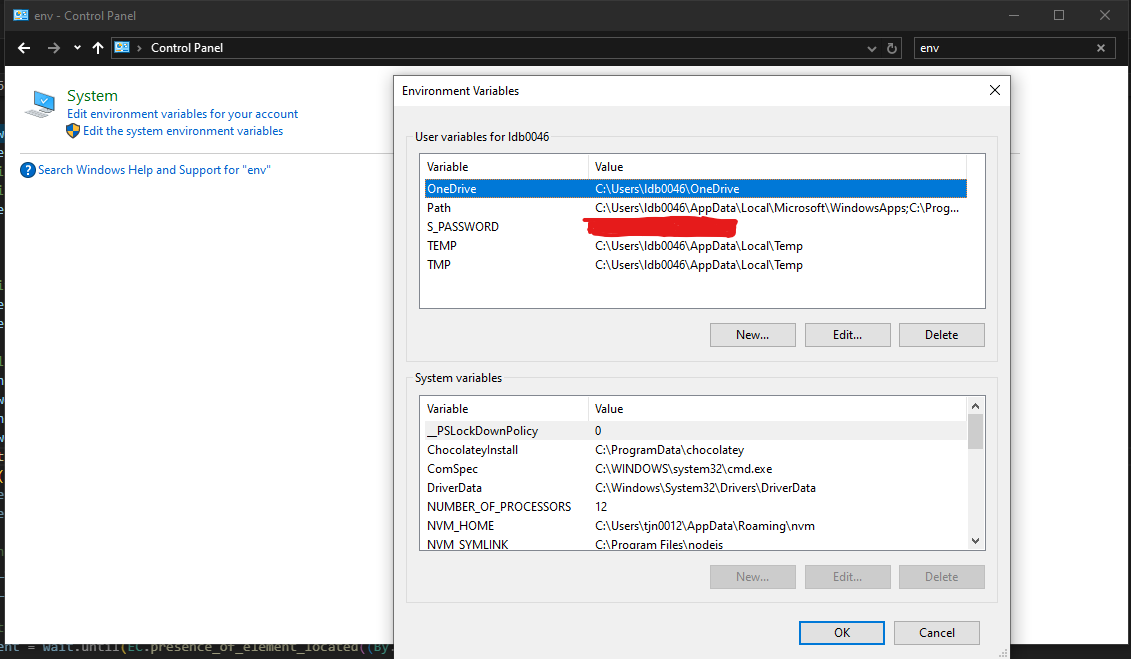 env - Control Panel
Control Panel
env
System
Edit environment variables for your account
Edit the system environment variables
Search Windows Help and Support for "env"
Environment Variables
User variables for ldb0046
Variable Value
OneDrive C:\Users\ldb0046\OneDrive
Path C:\Users\ldb0046\AppData\Local\Microsoft\WindowsApps;C:\Prog...
S_PASSWORD
TEMP C:\Users\ldb0046\AppData\Local\Temp
TMP C:\Users\ldb0046\AppData\Local\Temp
New... Edit... Delete
System variables
Variable Value
__PSLockDownPolicy 0
ChocolateyInstall C:\ProgramData\chocolatey
ComSpec C:\WINDOWS\system32\cmd.exe
DriverData C:\Windows\System32\Drivers\DriverData
NUMBER_OF_PROCESSORS 12
NVM_HOME C:\Users\tjn0012\AppData\Roaming\nvm
NVM_SYMLINK C:\Program Files\nodejs
New... Edit... Delete
OK Cancel
ent = wait.until(EC.presence_of_element_located((By.